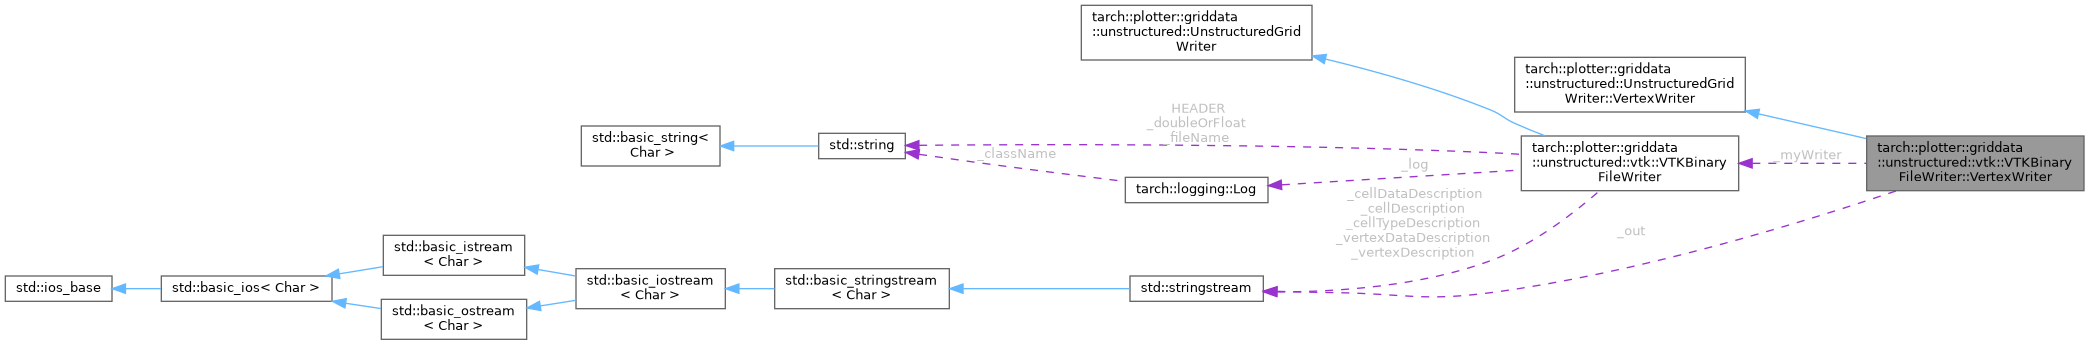 tarch::plotter::griddata
::unstructured::UnstructuredGrid
Writer
tarch::plotter::griddata
::unstructured::UnstructuredGrid
Writer::VertexWriter
HEADER
_doubleOrFloat
_fileName
std::basic_string<
Char >
std::string
_className
tarch::plotter::griddata
::unstructured::vtk::VTKBinary
FileWriter
_myWriter
tarch::plotter::griddata
::unstructured::vtk::VTKBinary
FileWriter::VertexWriter
_log
tarch::logging::Log
_cellDataDescription
_cellDescription
_cellTypeDescription
_vertexDataDescription
_vertexDescription
_out
std::basic_istream
< Char >
std::ios_base
std::basic_ios< Char >
std::basic_iostream
< Char >
std::basic_stringstream
< Char >
std::stringstream
std::basic_ostream
< Char >